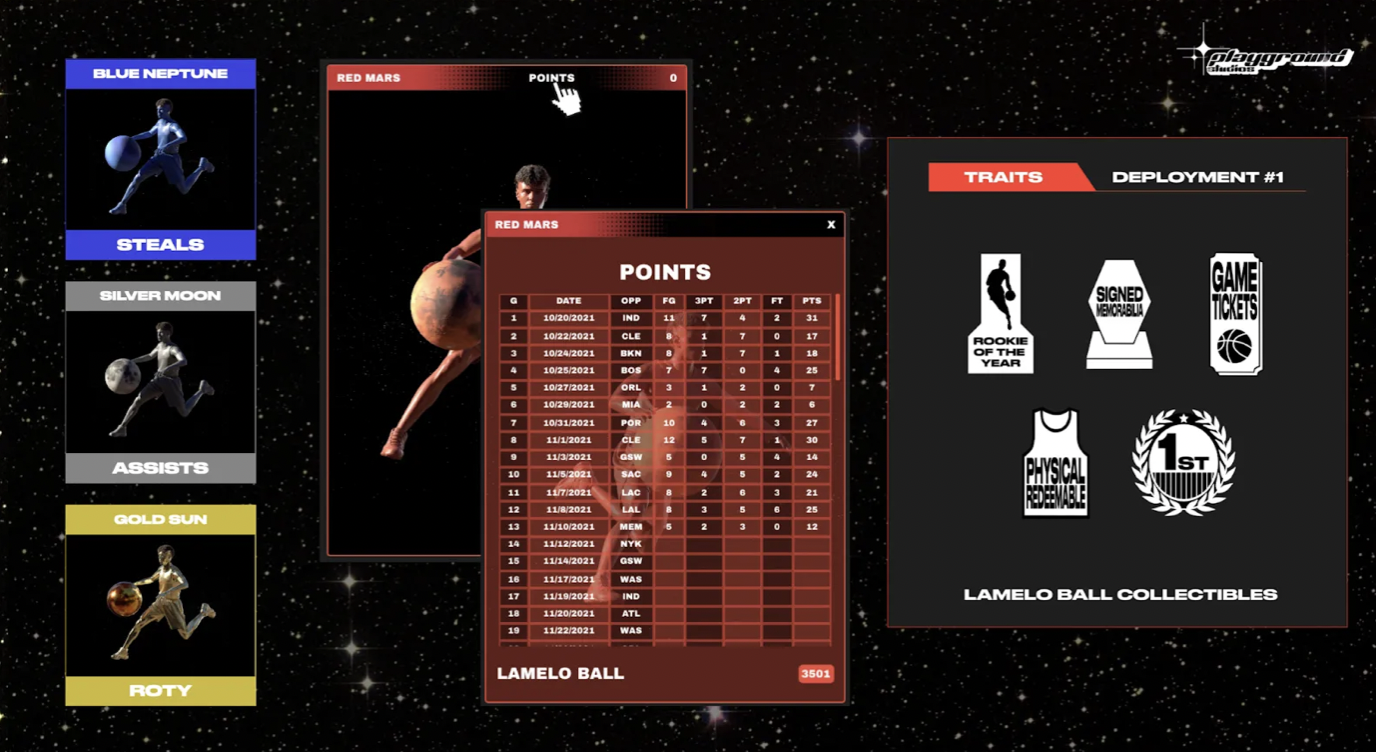 BLUE NEPTUNE
STEALS
SILVER MOON
ASSISTS
GOLD SUN
ROTY
RED MARS POINTS 0
RED MARS X
POINTS
G DATE OPP FG 3PT 2PT FT PTS
1 10/20/2021 IND 11 7 4 2 31
2 10/22/2021 CLE 8 1 7 0 17
3 10/24/2021 BKN 8 1 7 1 18
4 10/25/2021 BOS 7 7 0 4 25
5 10/27/2021 ORL 3 1 2 0 7
6 10/29/2021 MIA 2 0 2 2 6
7 10/31/2021 POR 10 4 6 3 27
8 11/1/2021 CLE 12 5 7 1 30
9 11/3/2021 GSW 5 0 5 4 14
10 11/5/2021 SAC 9 4 5 2 24
11 11/7/2021 LAC 8 2 6 3 21
12 11/8/2021 LAL 8 3 5 6 25
13 11/10/2021 MEM 5 2 3 0 12
14 11/12/2021 NYK
15 11/14/2021 GSW
16 11/17/2021 WAS
17 11/19/2021 IND
18 11/20/2021 ATL
19 11/22/2021 WAS
LAMELO BALL 3501
playground
studios
TRAITS DEPLOYMENT #1
ROOKIE
OF THE
YEAR
SIGNED
MEMORABILIA
GAME
TICKETS
PHYSICAL
REDEEMABLE
1ST
LAMELO BALL COLLECTIBLES